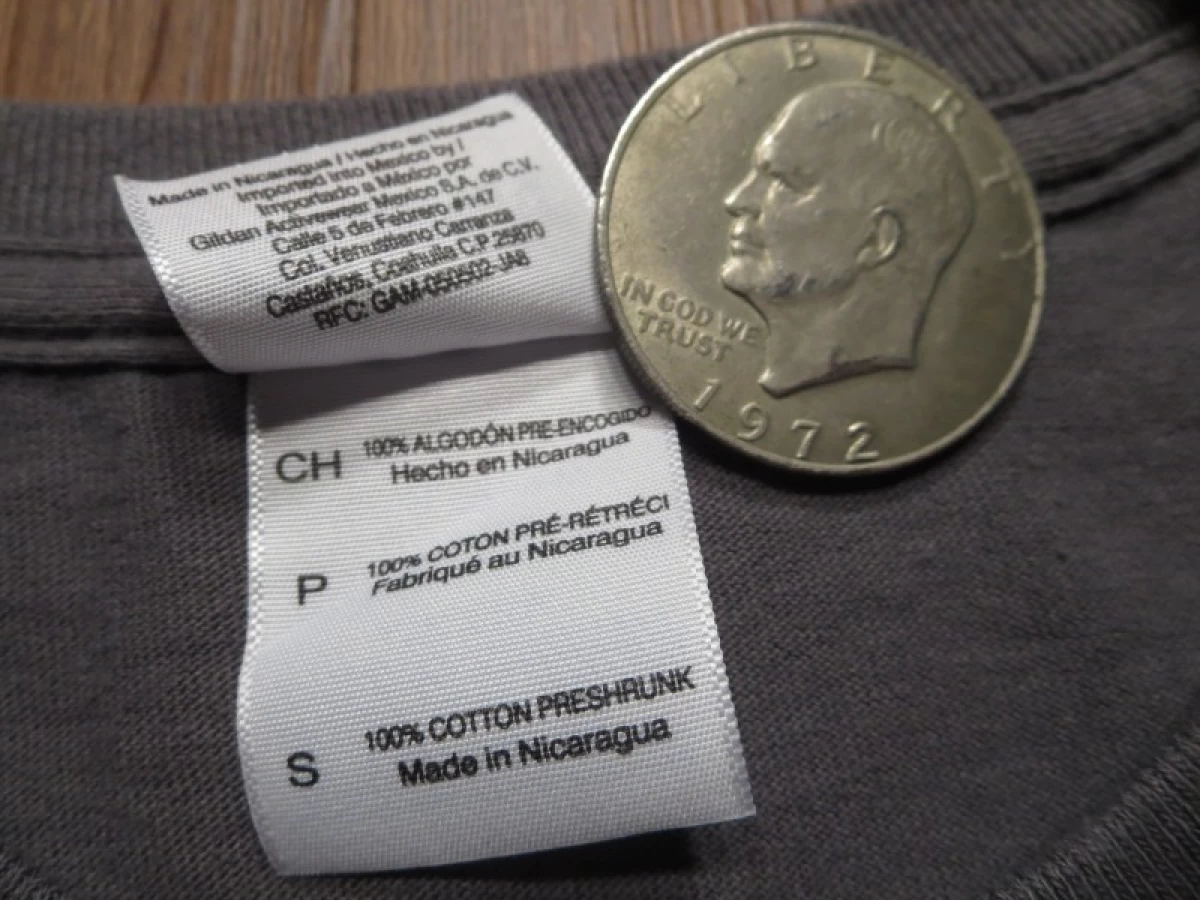 Made in Nicaragua / Hecho en Nicaragua
Imported into Mexico by /
Importado a México por
Gildan Activewear Mexico S.A. de C.V.
Calle 5 de Febrero #147
Col. Venustiano Carranza
Castaños, Coahuila C.P. 25870
RFC: GAM-050502-JA8
CH
100% ALGODÓN PRE-ENCOGIDO
Hecho en Nicaragua
P
100% COTON PRÉ-RÉTRÉCI
Fabriqué au Nicaragua
S
100% COTTON PRESHRUNK
Made in Nicaragua
LIBERTY
IN GOD WE
TRUST
1972